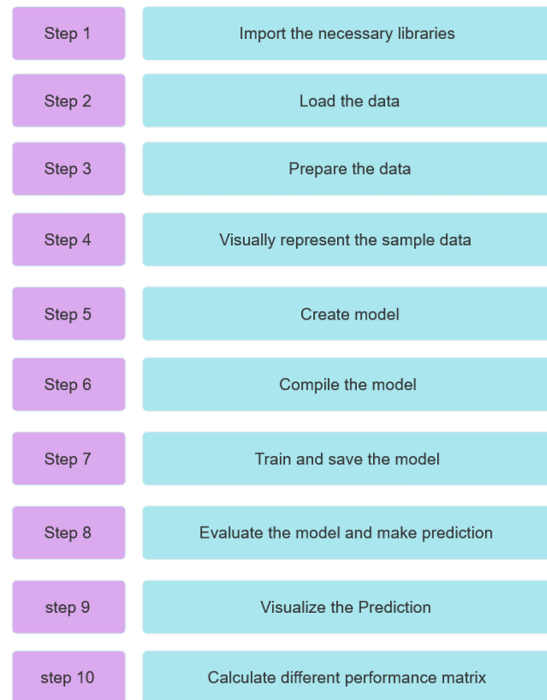 Step 1 Import the necessary libraries
Step 2 Load the data
Step 3 Prepare the data
Step 4 Visually represent the sample data
Step 5 Create model
Step 6 Compile the model
Step 7 Train and save the model
Step 8 Evaluate the model and make prediction
step 9 Visualize the Prediction
step 10 Calculate different performance matrix